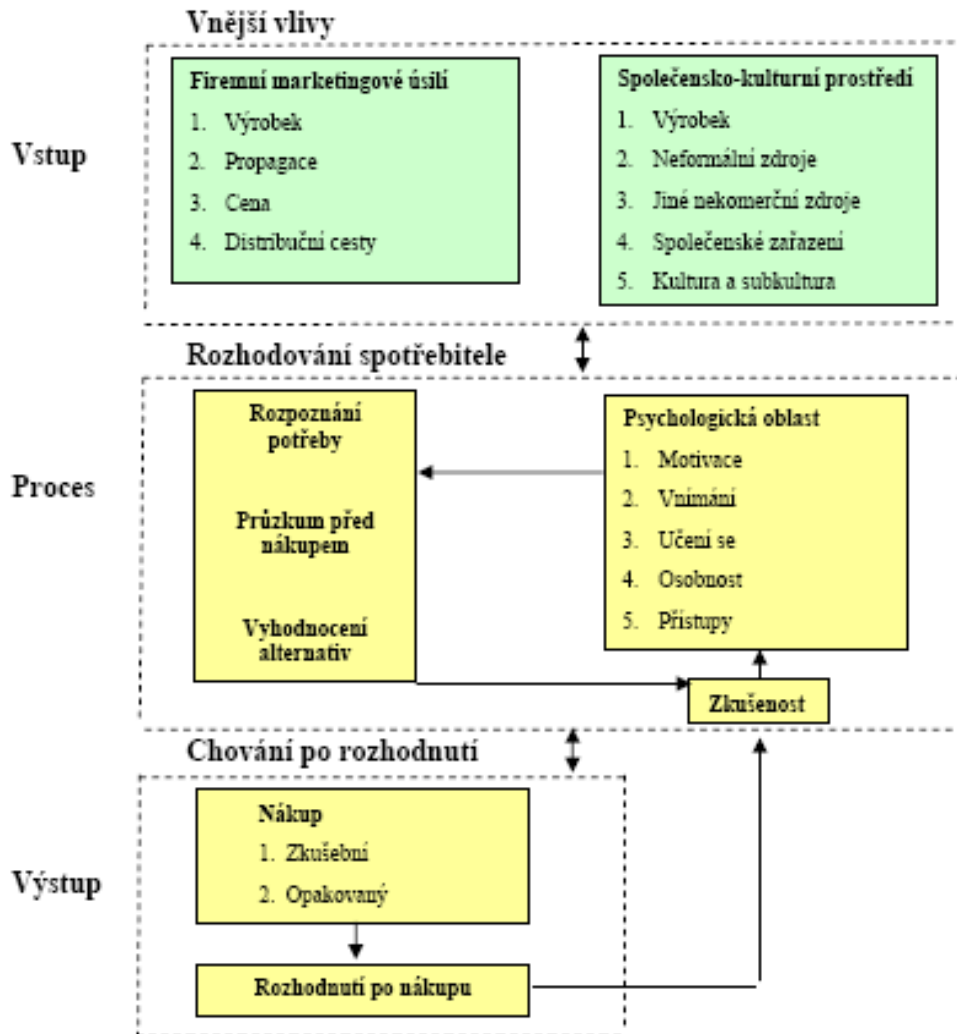 Vnější vlivy
Vstup
Firemní marketingové úsilí
1. Výrobek
2. Propagace
3. Cena
4. Distribuční cesty
Společensko-kulturní prostředí
1. Výrobek
2. Neformální zdroje
3. Jiné nekomerční zdroje
4. Společenské zařazení
5. Kultura a subkultura
Rozhodování spotřebitele
Proces
Rozpoznání
potřeby
Průzkum před
nákupem
Vyhodnocení
alternativ
Psychologická oblast
1. Motivace
2. Vnímání
3. Učení se
4. Osobnost
5. Přístupy
Zkušenost
Chování po rozhodnutí
Výstup
Nákup
1. Zkušební
2. Opakovaný
Rozhodnutí po nákupu